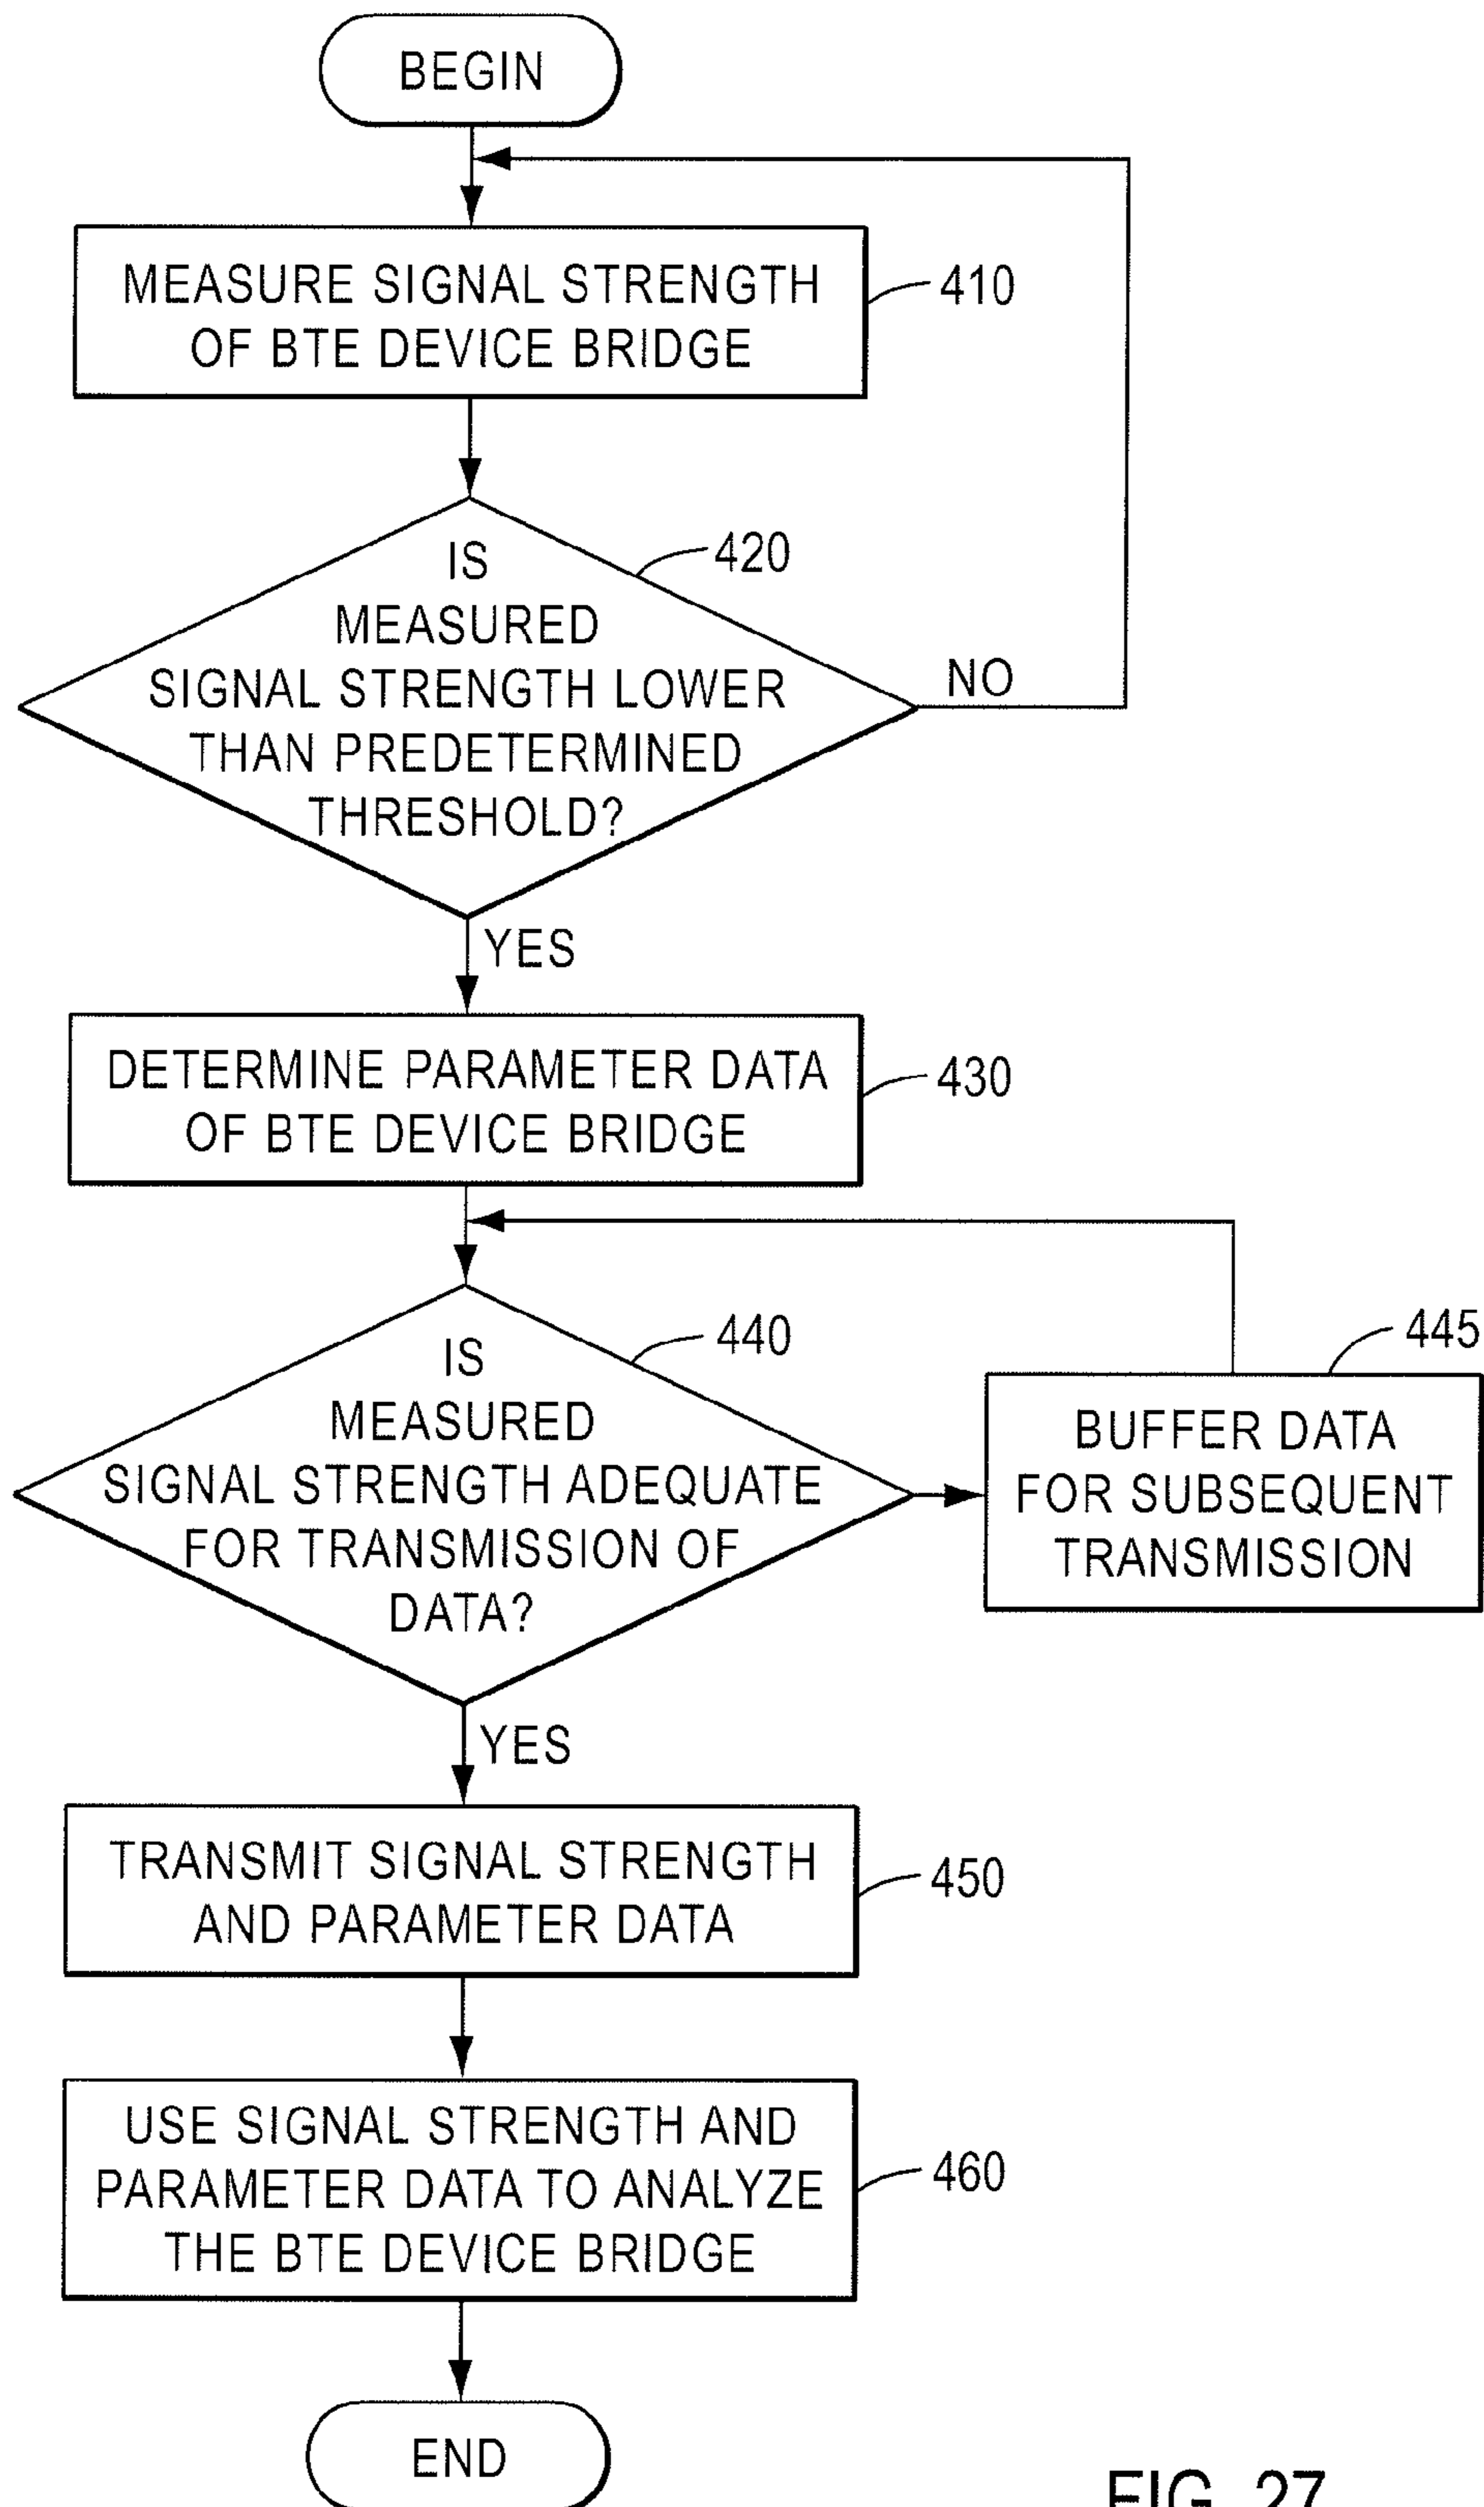 BEGIN
MEASURE SIGNAL STRENGTH
OF BTE DEVICE BRIDGE
410
IS
MEASURED
SIGNAL STRENGTH LOWER
THAN PREDETERMINED
THRESHOLD?
420
NO
YES
DETERMINE PARAMETER DATA
OF BTE DEVICE BRIDGE
430
IS
MEASURED
SIGNAL STRENGTH ADEQUATE
FOR TRANSMISSION OF
DATA?
440
445
BUFFER DATA
FOR SUBSEQUENT
TRANSMISSION
YES
TRANSMIT SIGNAL STRENGTH
AND PARAMETER DATA
450
USE SIGNAL STRENGTH AND
PARAMETER DATA TO ANALYZE
THE BTE DEVICE BRIDGE
460
END
FIG. 27